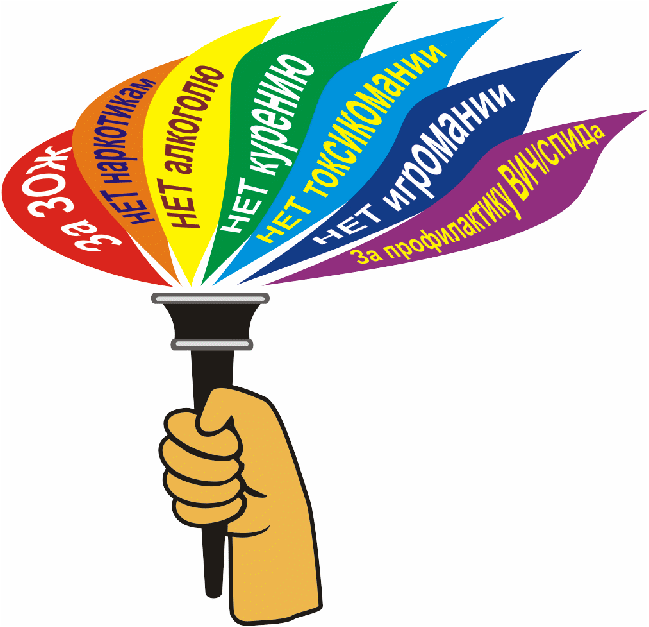 За ЗОЖ
НЕТ наркотикам
НЕТ алкоголю
НЕТ курению
НЕТ токсикомании
НЕТ игромании
За профилактику ВИЧ/СПИДа